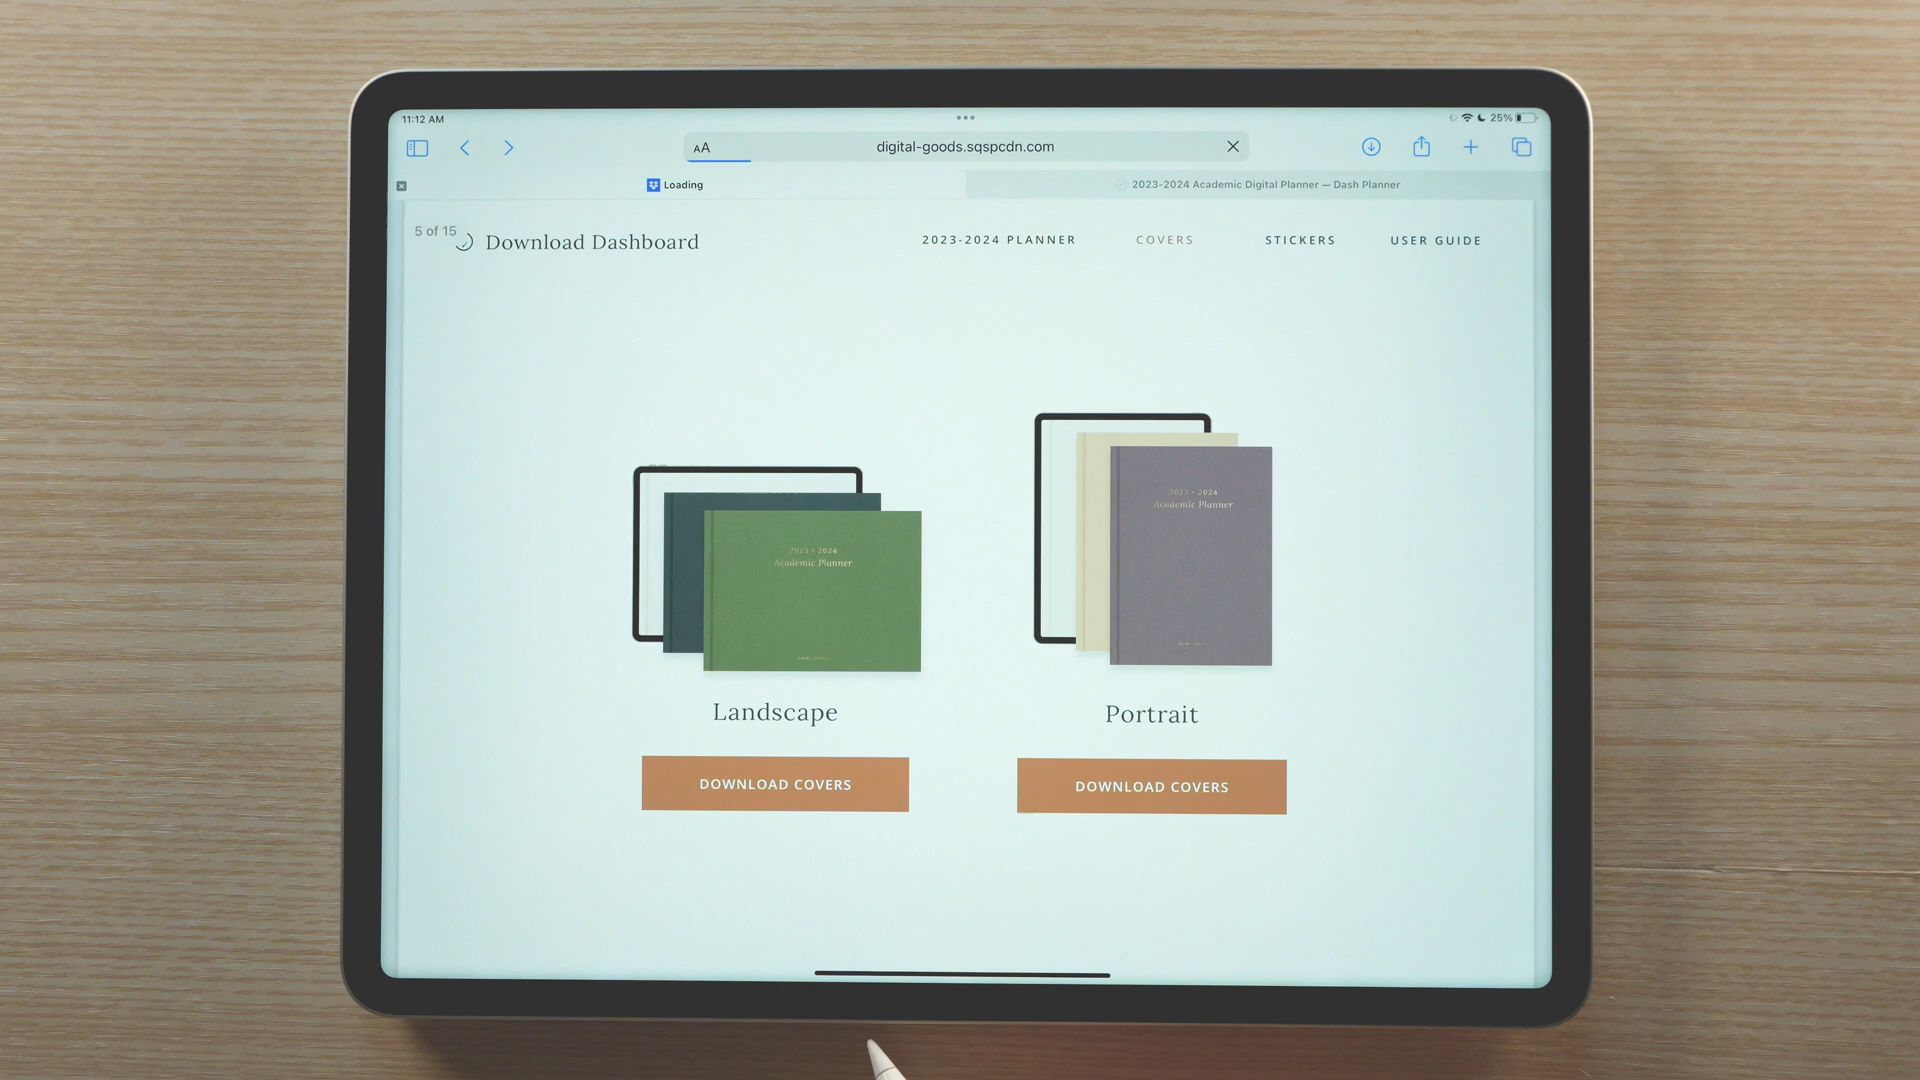 11:12 AM
25%
AA digital-goods.sqspcdn.com
Loading
2023-2024 Academic Digital Planner — Dash Planner
5 of 15
Download Dashboard
2023-2024 PLANNER
COVERS
STICKERS
USER GUIDE
2023 • 2024
Academic Planner
2023 • 2024
Academic Planner
Landscape
Portrait
DOWNLOAD COVERS
DOWNLOAD COVERS